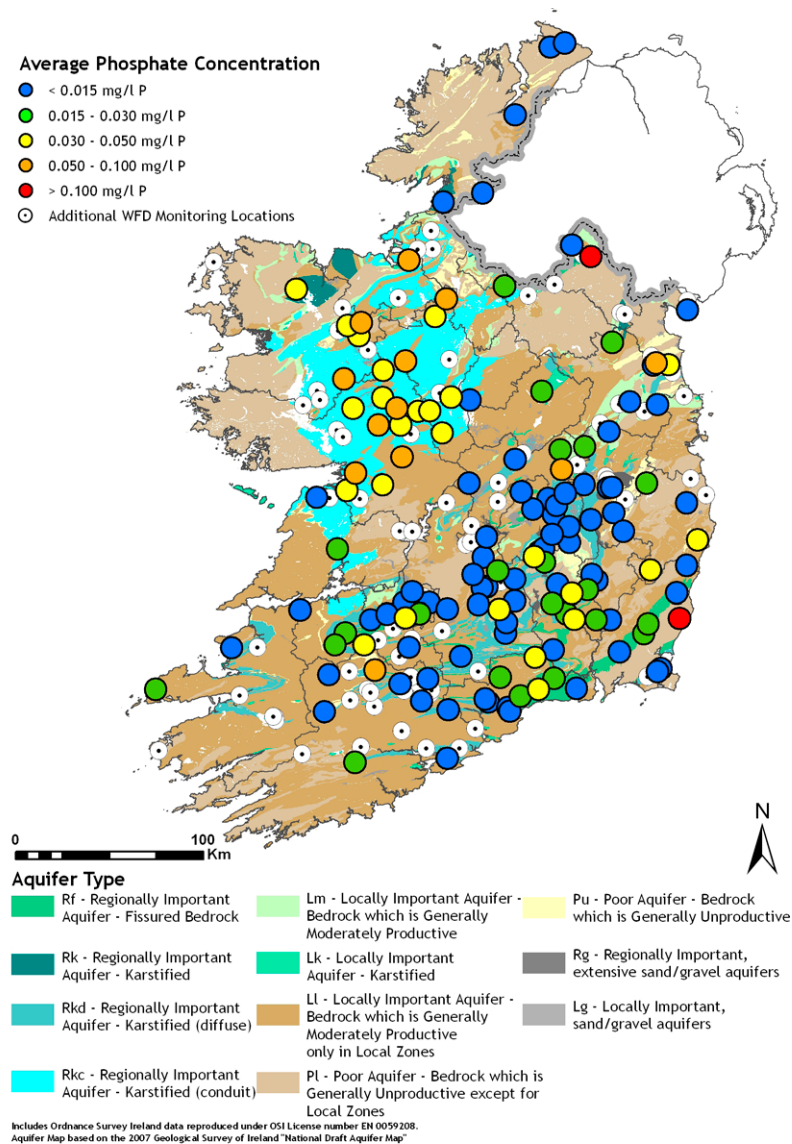 Average Phosphate Concentration
< 0.015 mg/l P
0.015 - 0.030 mg/l P
0.030 - 0.050 mg/l P
0.050 - 0.100 mg/l P
> 0.100 mg/l P
Additional WFD Monitoring Locations
N
0 100
Km
Aquifer Type
Rf - Regionally Important
Aquifer - Fissured Bedrock
Rk - Regionally Important
Aquifer - Karstified
Rkd - Regionally Important
Aquifer - Karstified (diffuse)
Rkc - Regionally Important
Aquifer - Karstified (conduit)
Lm - Locally Important Aquifer -
Bedrock which is Generally
Moderately Productive
Lk - Locally Important
Aquifer - Karstified
Ll - Locally Important Aquifer -
Bedrock which is Generally
Moderately Productive
only in Local Zones
Pl - Poor Aquifer - Bedrock which is
Generally Unproductive except for
Local Zones
Pu - Poor Aquifer - Bedrock
which is Generally Unproductive
Rg - Regionally Important,
extensive sand/gravel aquifers
Lg - Locally Important,
sand/gravel aquifers
Includes Ordnance Survey Ireland data reproduced under OSI License number EN 0059208.
Aquifer Map based on the 2007 Geological Survey of Ireland "National Draft Aquifer Map"